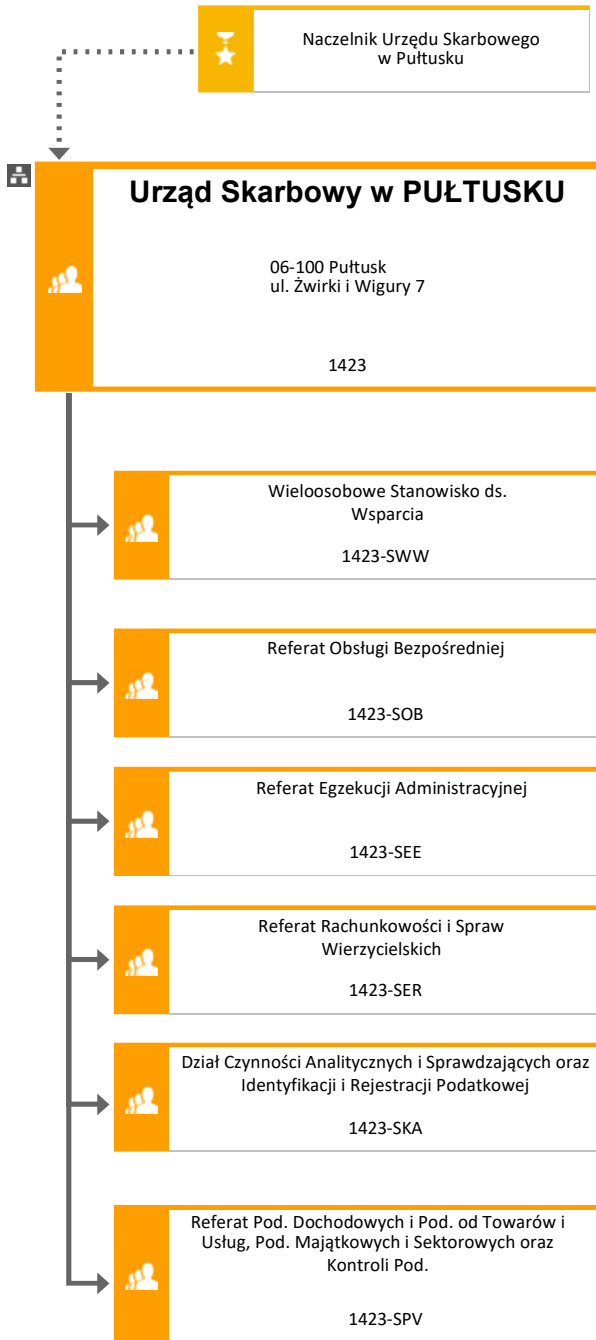 Naczelnik Urzędu Skarbowego
w Pułtusku
Urząd Skarbowy w PUŁTUSKU
06-100 Pułtusk
ul. Żwirki i Wigury 7
1423
Wieloosobowe Stanowisko ds.
Wsparcia
1423-SWW
Referat Obsługi Bezpośredniej
1423-SOB
Referat Egzekucji Administracyjnej
1423-SEE
Referat Rachunkowości i Spraw
Wierzycielskich
1423-SER
Dział Czynności Analitycznych i Sprawdzających oraz
Identyfikacji i Rejestracji Podatkowej
1423-SKA
Referat Pod. Dochodowych i Pod. od Towarów i
Usług, Pod. Majątkowych i Sektorowych oraz
Kontroli Pod.
1423-SPV